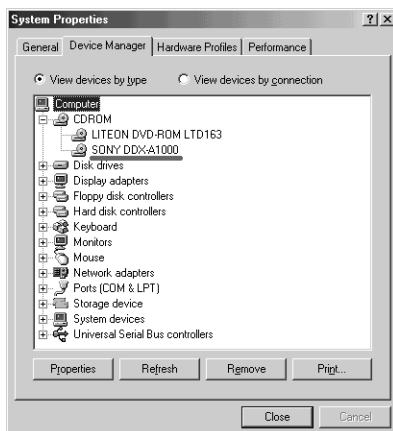 System Properties
General Device Manager Hardware Profiles Performance
View devices by type View devices by connection
Computer
CDROM
LITEON DVD-ROM LTD163
SONY DDX-A1000
Disk drives
Display adapters
Floppy disk controllers
Hard disk controllers
Keyboard
Monitors
Mouse
Network adapters
Ports (COM & LPT)
Storage device
System devices
Universal Serial Bus controllers
Properties Refresh Remove Print...
Close Cancel